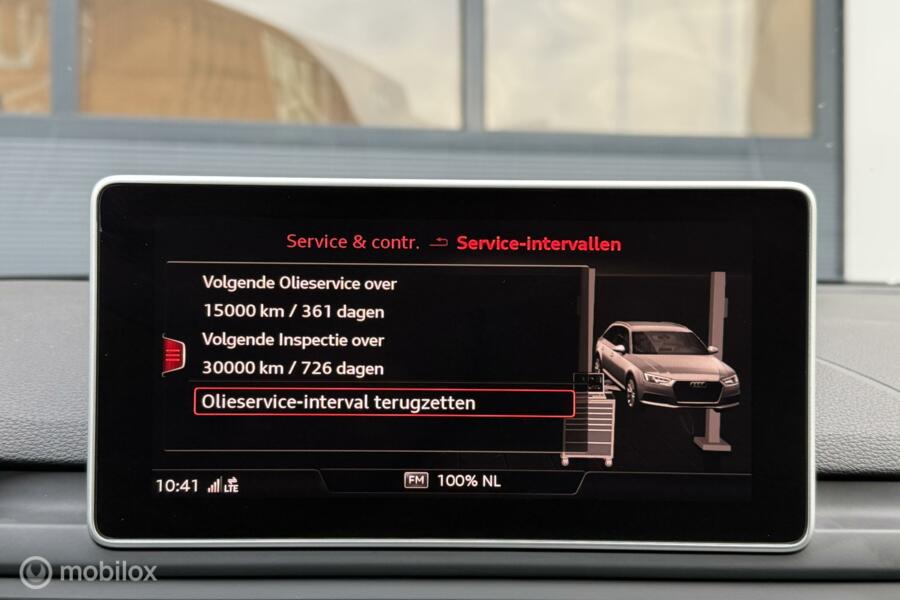 Service & contr. Service-intervallen
Volgende Olieservice over
15000 km / 361 dagen
Volgende Inspectie over
30000 km / 726 dagen
Olieservice-interval terugzetten
10:41 LTE FM 100% NL
mobilox